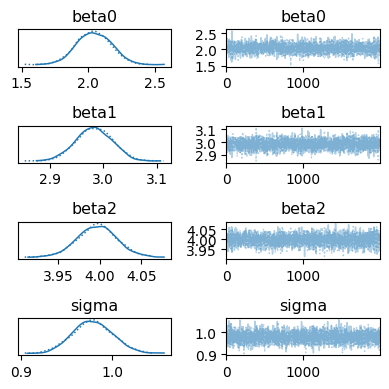 beta0 beta0
2.5
2.0
1.5
1.5 2.0 2.5 0 1000
beta1 beta1
3.1
3.0
2.9
2.9 3.0 3.1 0 1000
beta2 beta2
4.05
4.00
3.95
3.95 4.00 4.05 0 1000
sigma sigma
1.0
0.9
0.9 1.0 0 1000